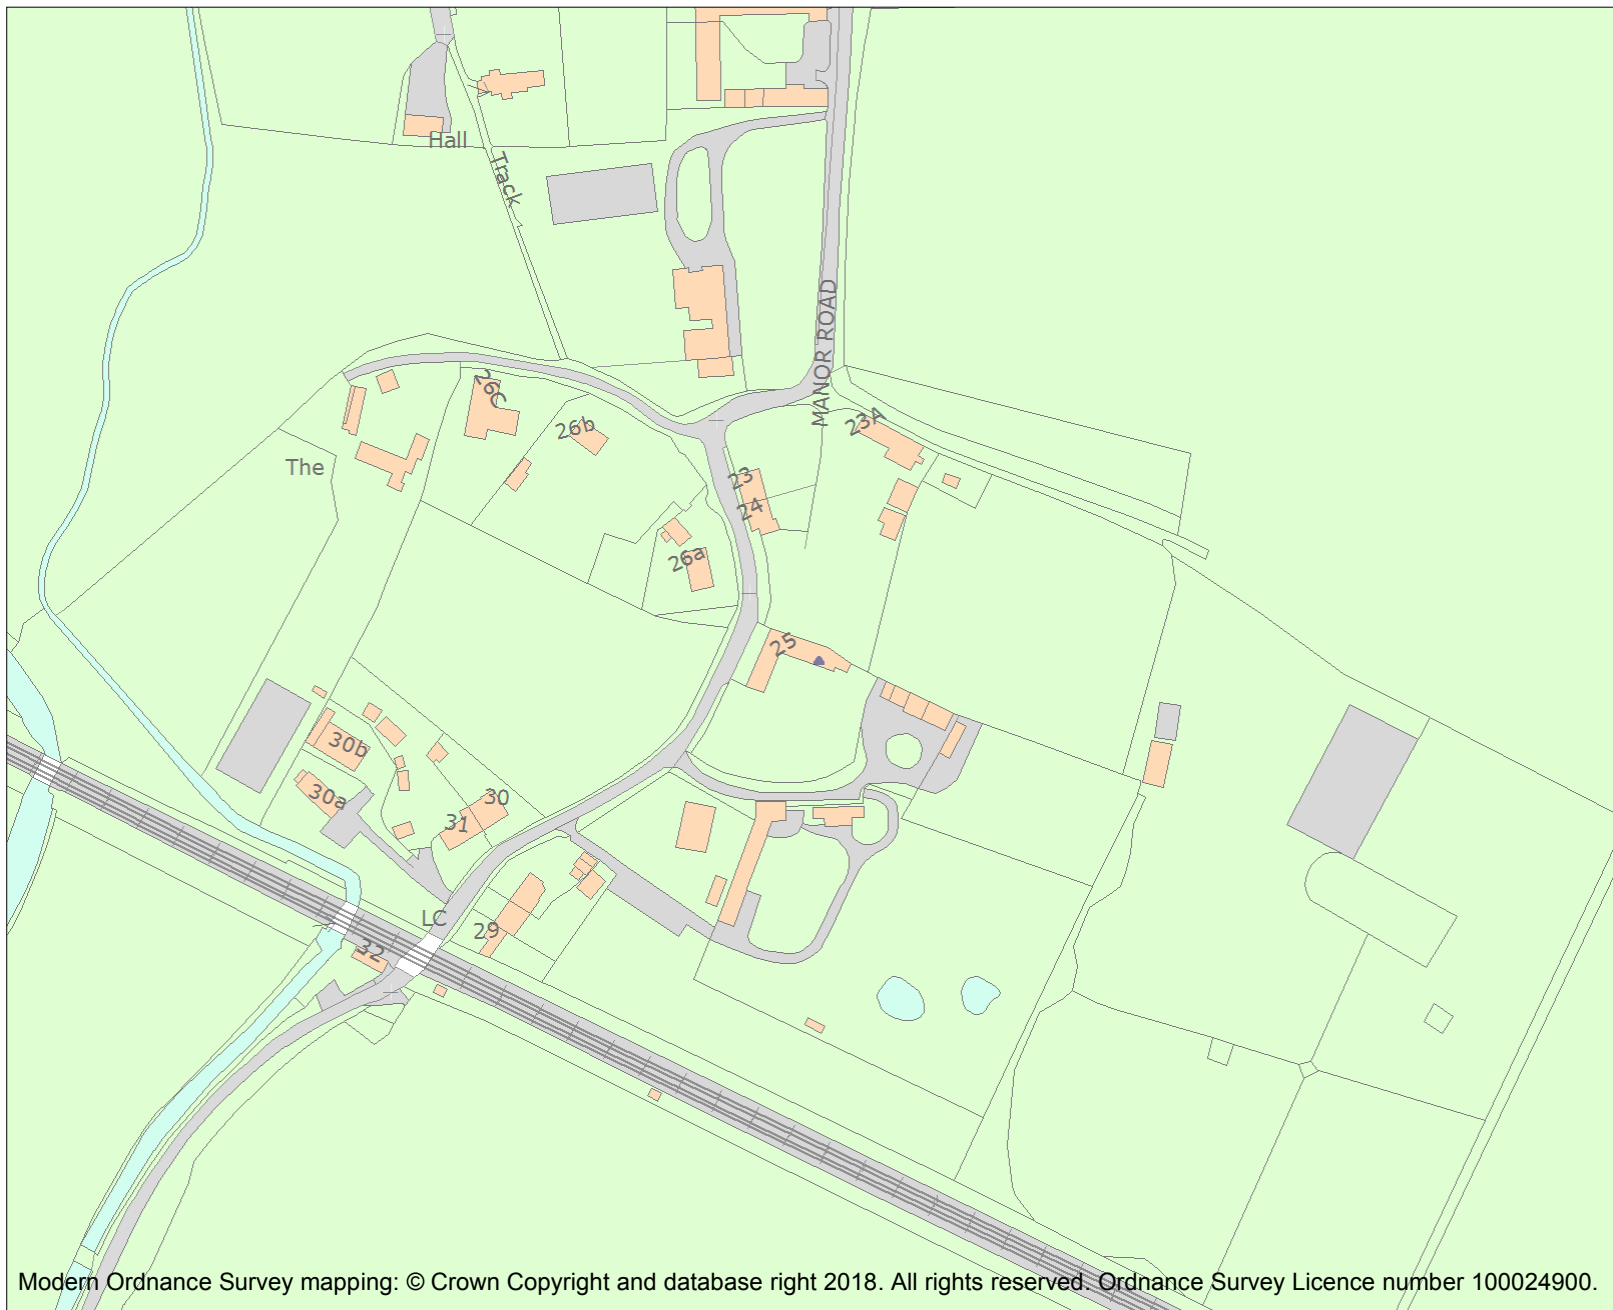 Hall
Track
MANOR ROAD
26C
26b
23A
The
23
24
26a
25
30b
30a
30
31
LC
29
32
Modern Ordnance Survey mapping: © Crown Copyright and database right 2018. All rights reserved. Ordnance Survey Licence number 100024900.